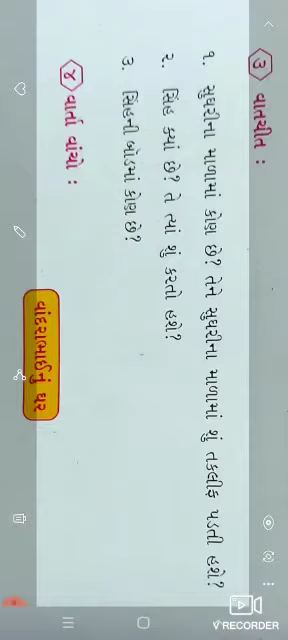 ૩ વાતચીત :
૧. સુઘરીના માળામાં કોણ છે? તેને સુઘરીના માળામાં શું તકલીફ પડતી હશે?
૨. સિંહ ક્યાં છે? તે ત્યાં શું કરતો હશે?
૩. સિંહની બોડમાં કોણ છે?
૪ વાર્તા વાંચો :
વાંદરાભાઈનું ઘર
V RECORDER